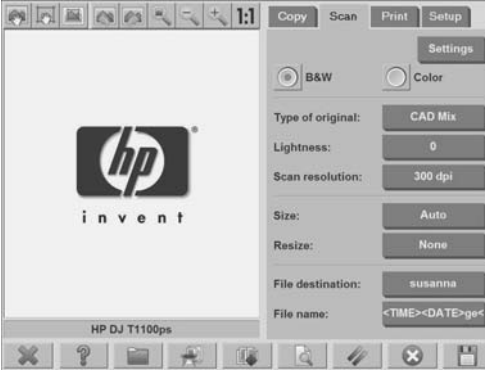 1:1
Copy Scan Print Setup
Settings
B&W Color
Type of original: CAD Mix
Lightness: 0
Scan resolution: 300 dpi
Size: Auto
Resize: None
File destination: susanna
File name: <TIME><DATE>ge<
hp
invent
HP DJ T1100ps